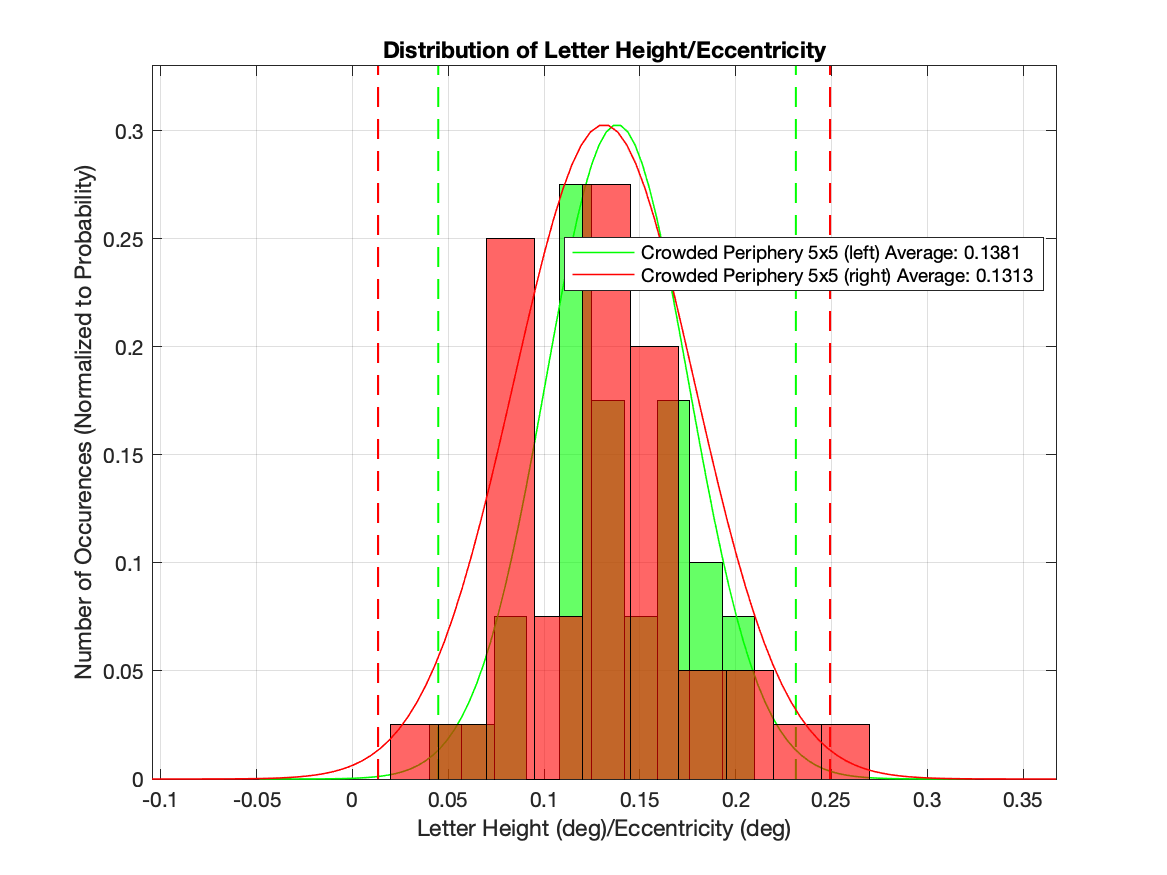 Distribution of Letter Height/Eccentricity
Number of Occurences (Normalized to Probability)
0.3
0.25
0.2
0.15
0.1
0.05
0
Crowded Periphery 5x5 (left) Average: 0.1381
Crowded Periphery 5x5 (right) Average: 0.1313
-0.1 -0.05 0 0.05 0.1 0.15 0.2 0.25 0.3 0.35
Letter Height (deg)/Eccentricity (deg)